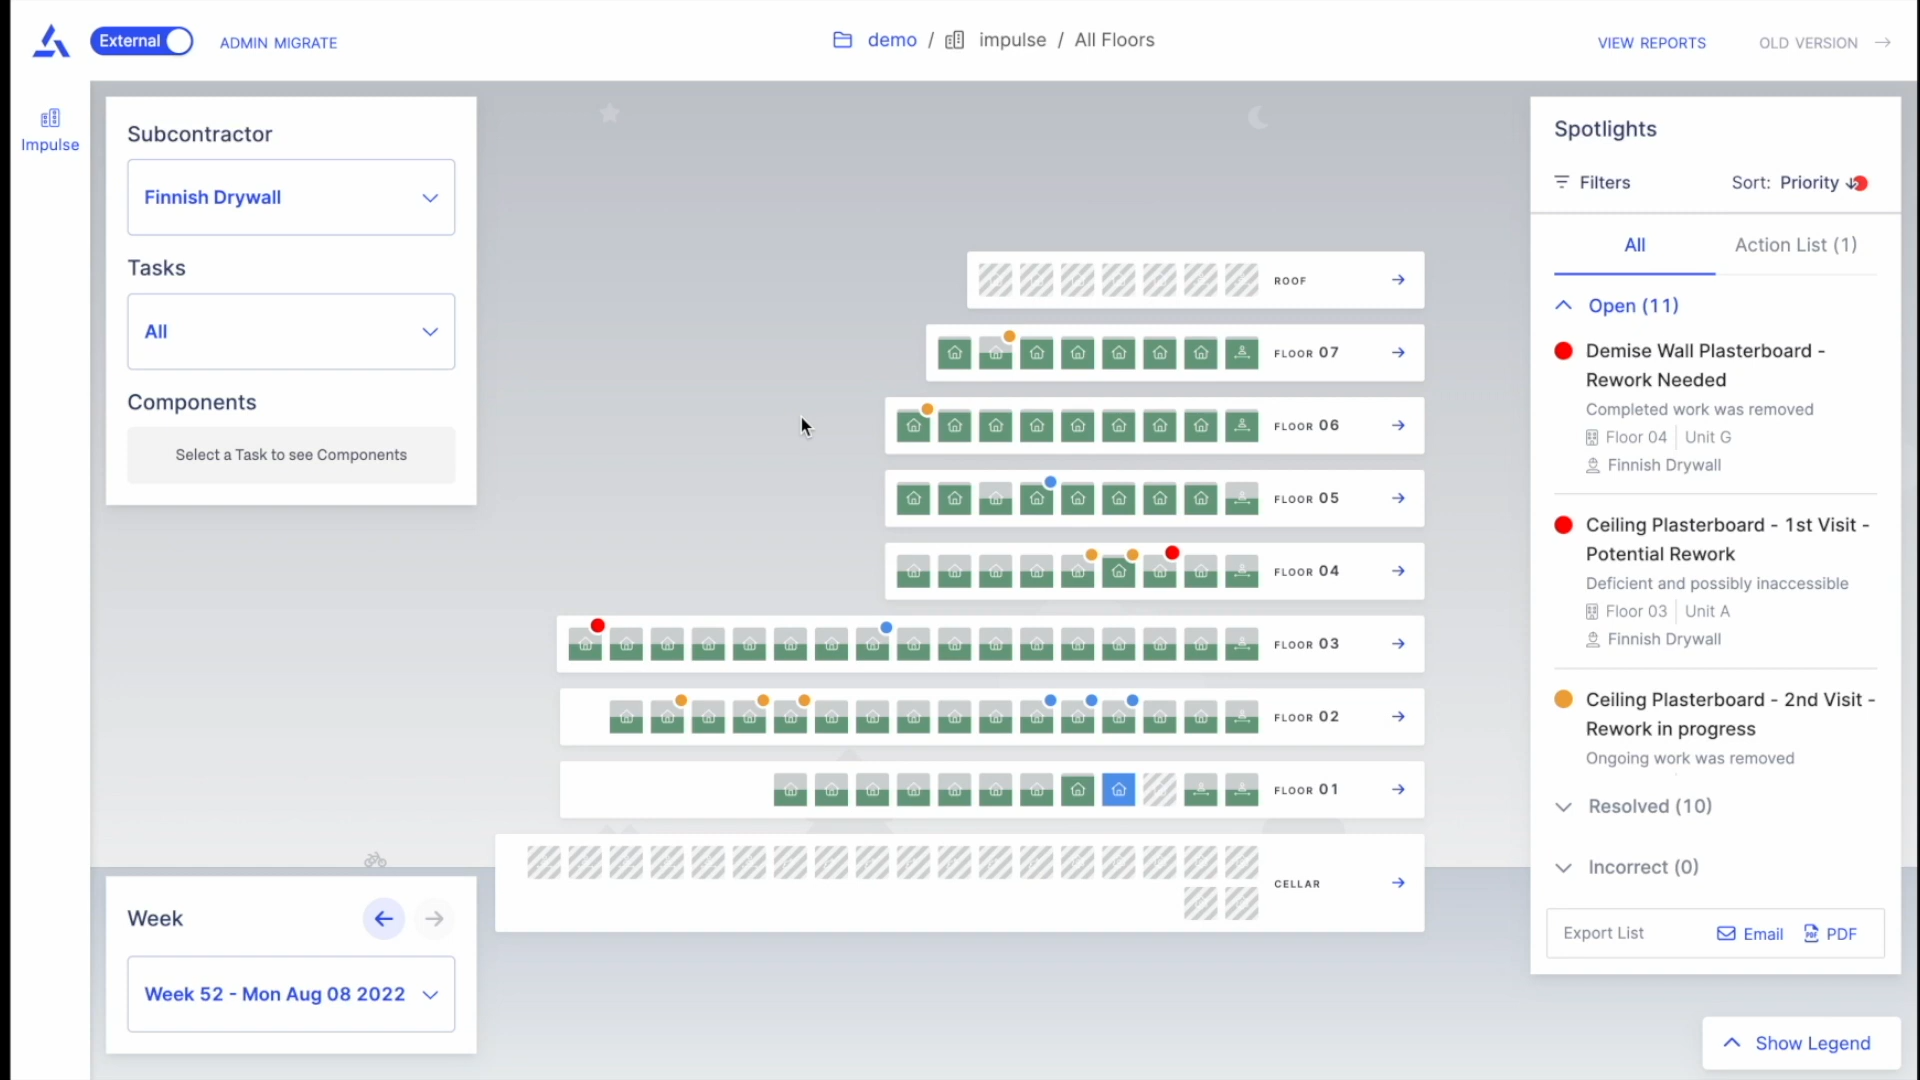 External
ADMIN MIGRATE
demo / impulse / All Floors
VIEW REPORTS
OLD VERSION
Impulse
Subcontractor
Finnish Drywall
Tasks
All
Components
Select a Task to see Components
Week
Week 52 - Mon Aug 08 2022
ROOF
FLOOR 07
FLOOR 06
FLOOR 05
FLOOR 04
FLOOR 03
FLOOR 02
FLOOR 01
CELLAR
Spotlights
Filters
Sort: Priority
All
Action List (1)
Open (11)
Demise Wall Plasterboard -
Rework Needed
Completed work was removed
Floor 04 | Unit G
Finnish Drywall
Ceiling Plasterboard - 1st Visit -
Potential Rework
Deficient and possibly inaccessible
Floor 03 | Unit A
Finnish Drywall
Ceiling Plasterboard - 2nd Visit -
Rework in progress
Ongoing work was removed
Resolved (10)
Incorrect (0)
Export List
Email
PDF
Show Legend